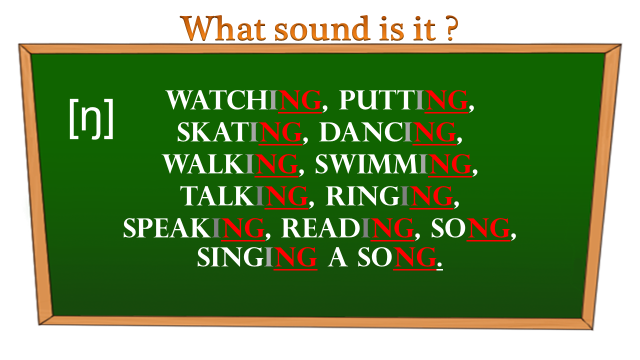 What sound is it ?
[ŋ]
WATCHING, PUTTING,
SKATING, DANCING,
WALKING, SWIMMING,
TALKING, RINGING,
SPEAKING, READING, SONG,
SINGING A SONG.